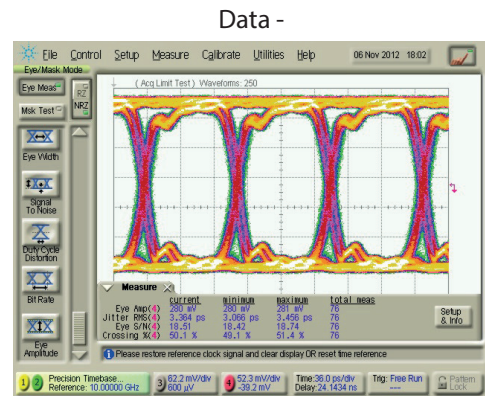 Data -
File Control Setup Measure Calibrate Utilities Help 06 Nov 2012 18:02
Eye/Mask Mode
Eye Meas
RZ
NRZ
Msk Test
( Acq Limit Test ) Waveforms: 250
Eye Width
Signal
To Noise
Duty Cycle
Distortion
Bit Rate
Eye
Amplitude
Measure
current minimum maximum total meas
Eye Amp(4) 280 mV 280 mV 281 mV 76
Jitter RMS(4) 3.364 ps 3.066 ps 3.456 ps 76
Eye S/N(4) 18.51 18.42 18.74 76
Crossing %(4) 50.1 % 49.1 % 51.4 % 76
Setup
& Info
Please restore reference clock signal and clear display OR reset time reference
1 2 Precision Timebase...
Reference: 10.00000 GHz
3 62.2 mV/div
600 µV
4 52.3 mV/div
-39.2 mV
Time:36.0 ps/div
Delay:24.1434 ns
Trig: Free Run
---
Pattern
Lock